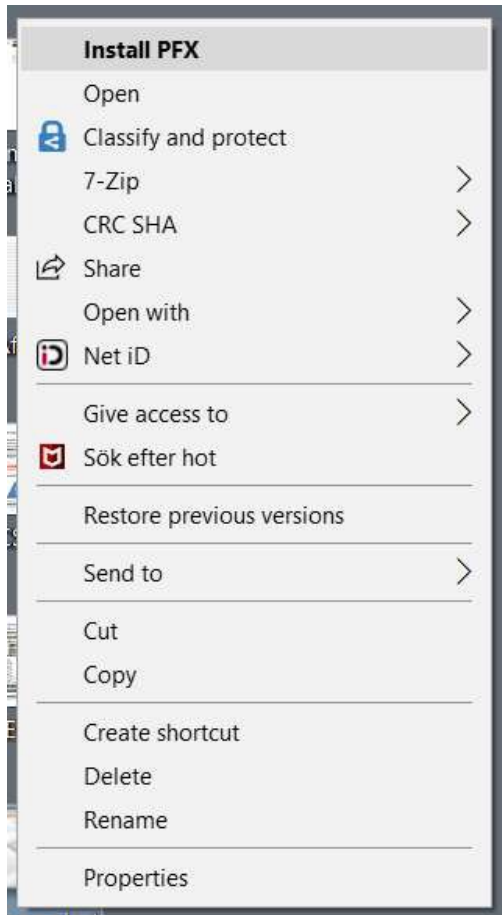 Install PFX
Open
Classify and protect
7-Zip
CRC SHA
Share
Open with
Net iD
Give access to
Sök efter hot
Restore previous versions
Send to
Cut
Copy
Create shortcut
Delete
Rename
Properties